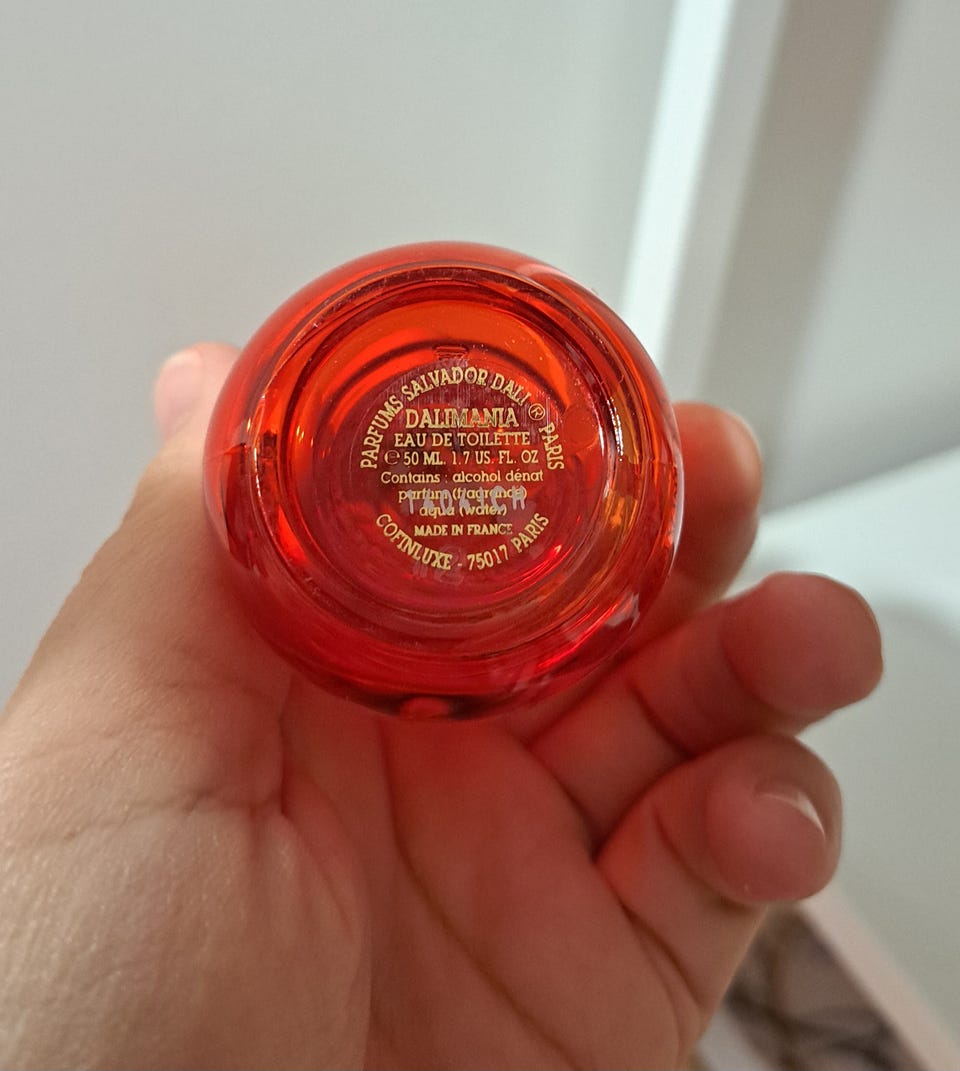 PARFUMS SALVADOR DALI ® PARIS
DALIMANIA
EAU DE TOILETTE
℮ 50 ML. 1.7 US. FL. OZ
Contains : alcohol dénat
parfum (fragrance)
aqua (water)
MADE IN FRANCE
COFINLUXE - 75017 PARIS